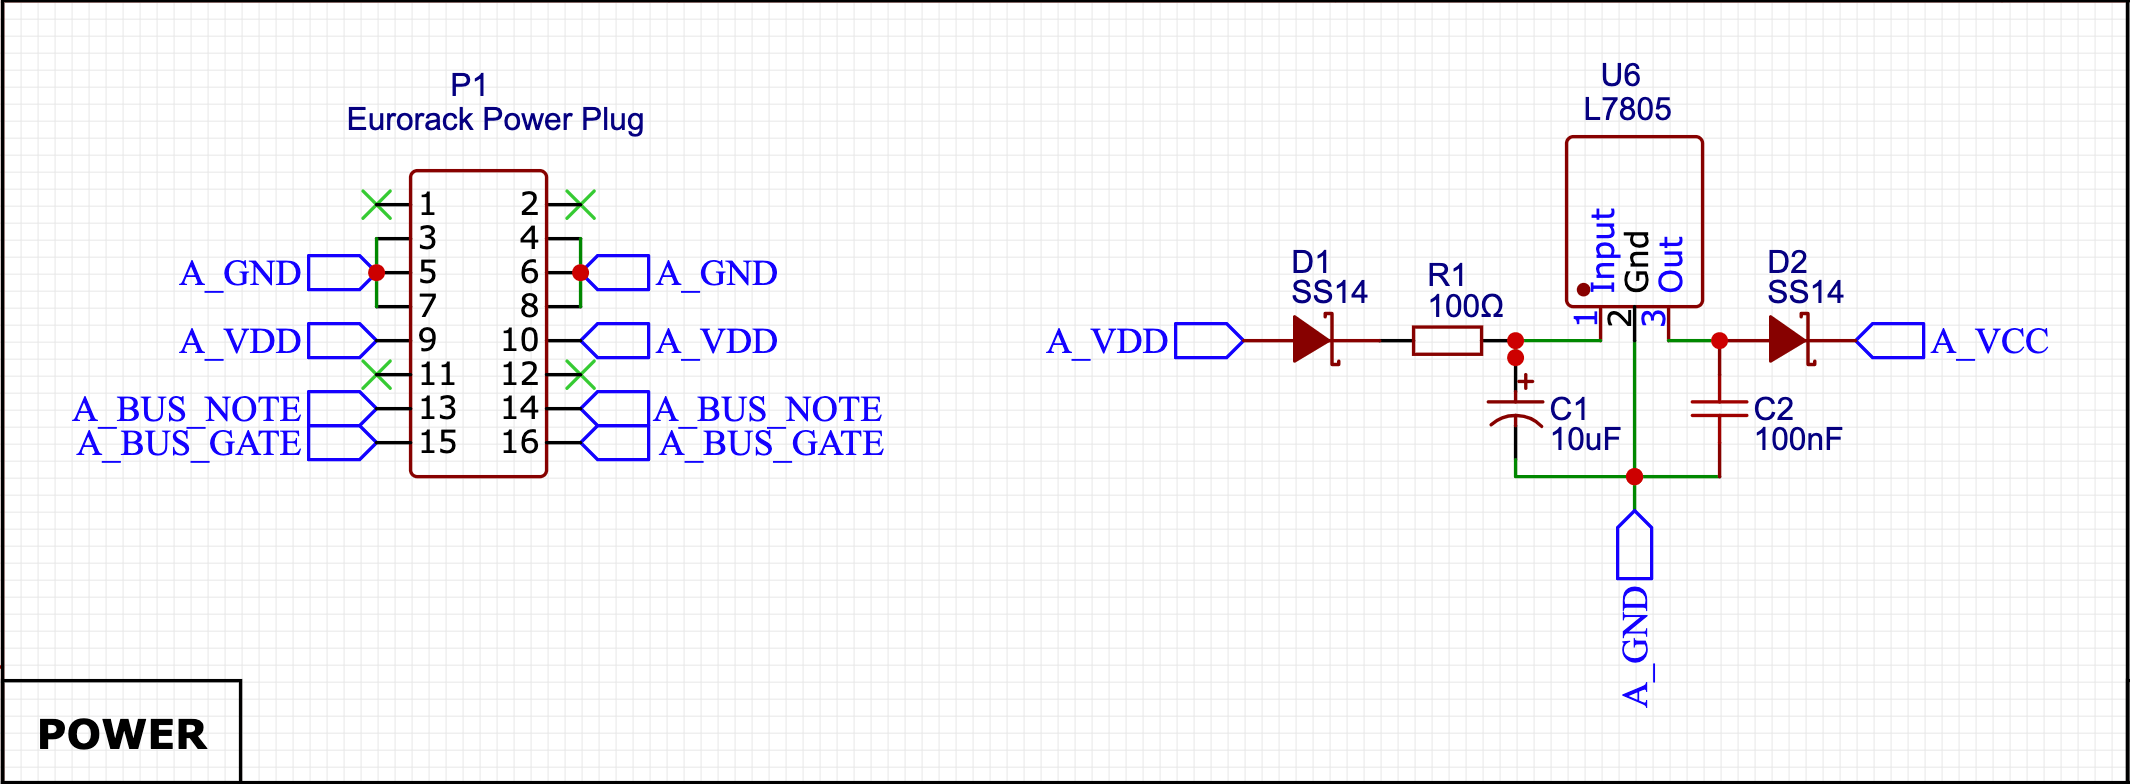 P1
Eurorack Power Plug
1 2
3 4
A_GND 5 6 A_GND
7 8
A_VDD 9 10 A_VDD
11 12
A_BUS_NOTE 13 14 A_BUS_NOTE
A_BUS_GATE 15 16 A_BUS_GATE
U6
L7805
Input
Gnd
Out
1
2
3
A_VDD
D1
SS14
R1
100Ω
+
C1
10uF
C2
100nF
D2
SS14
A_VCC
A_GND
POWER